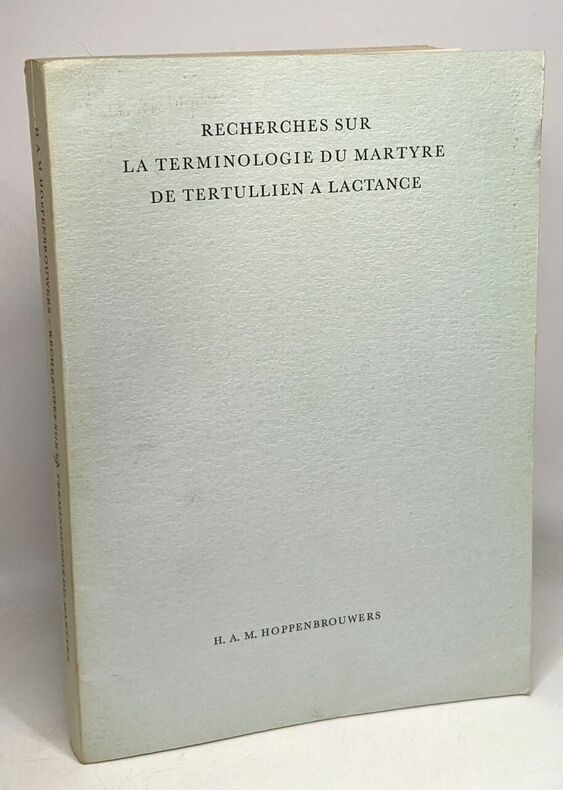 RECHERCHES SUR
LA TERMINOLOGIE DU MARTYRE
DE TERTULLIEN A LACTANCE
H. A. M. HOPPENBROUWERS
H. A. M HOPPENBROUWERS - RECHERCHES SUR LA TERMINOLOGIE DU MARTYRE